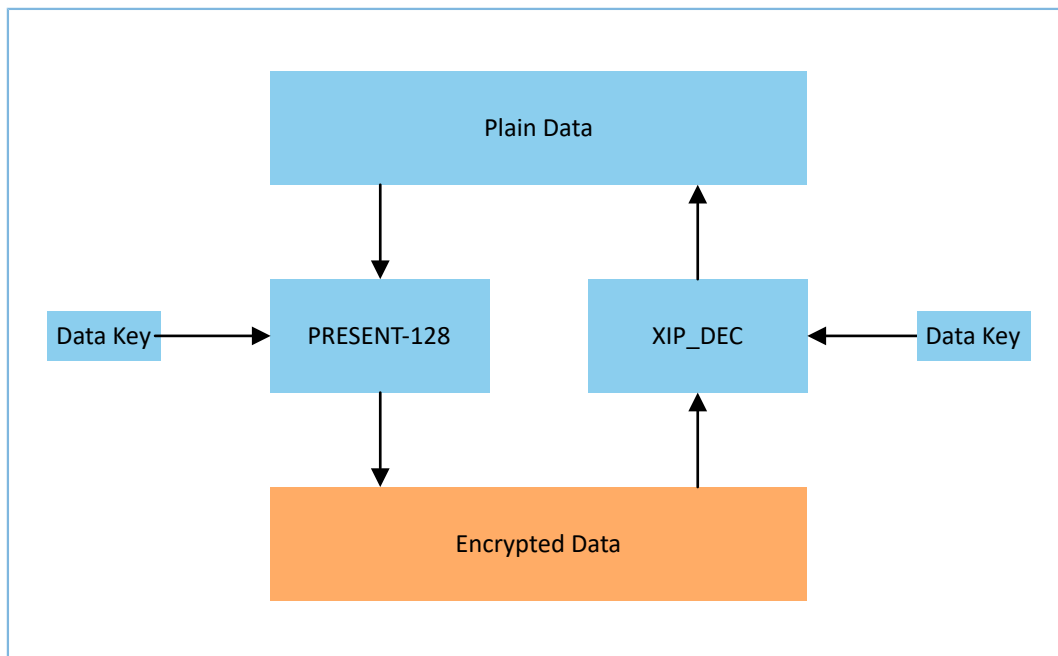 Plain Data
Data Key
PRESENT-128
XIP_DEC
Data Key
Encrypted Data